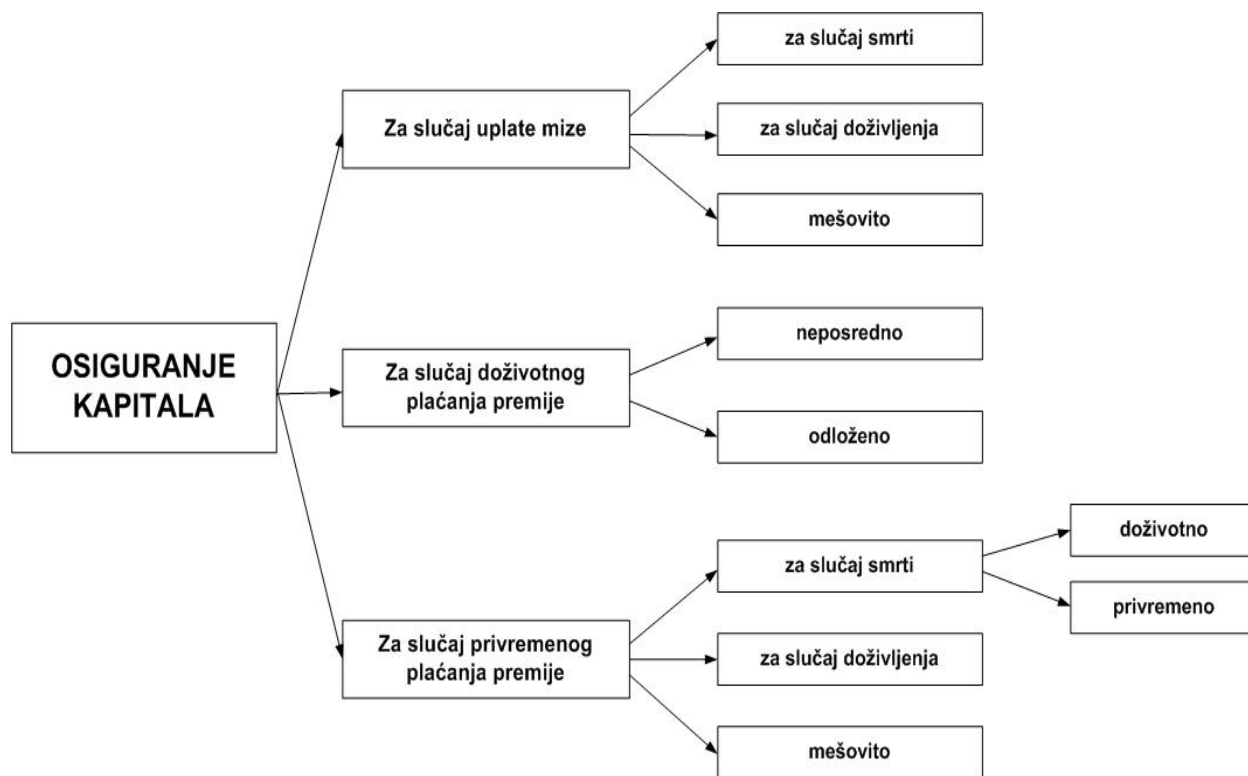 OSIGURANJE
KAPITALA
Za slučaj uplate mize
za slučaj smrti
za slučaj doživljenja
mešovito
Za slučaj doživotnog
plaćanja premije
neposredno
odloženo
Za slučaj privremenog
plaćanja premije
za slučaj smrti
doživotno
privremeno
za slučaj doživljenja
mešovito